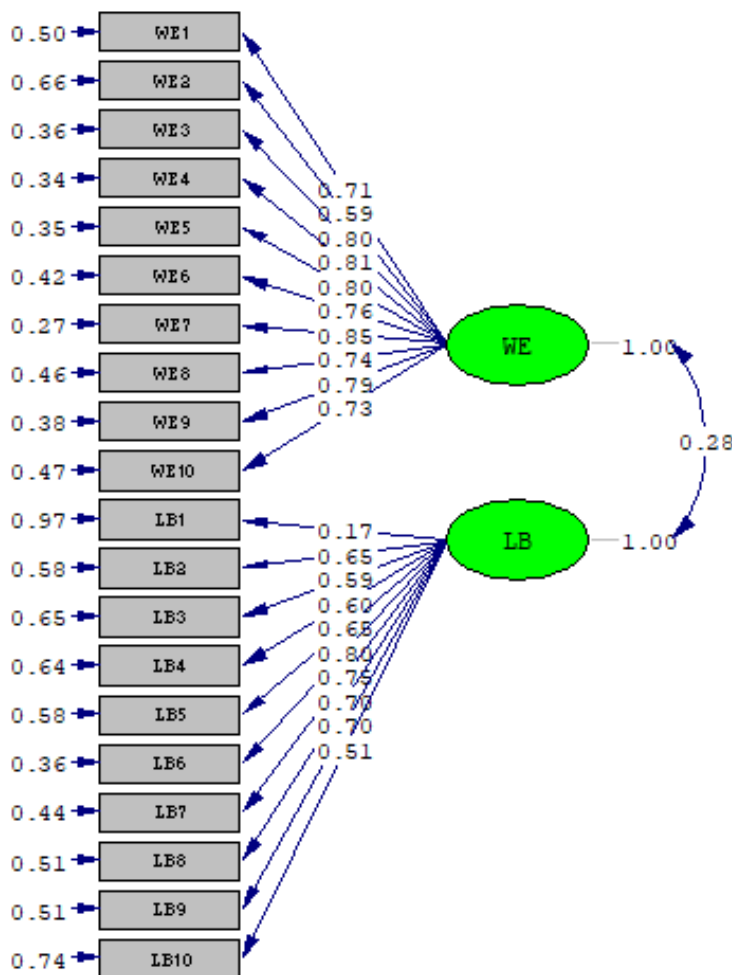 0.50 WE1
0.66 WE2
0.36 WE3
0.34 WE4
0.35 WE5
0.42 WE6
0.27 WE7
0.46 WE8
0.38 WE9
0.47 WE10
0.97 LB1
0.58 LB2
0.65 LB3
0.64 LB4
0.58 LB5
0.36 LB6
0.44 LB7
0.51 LB8
0.51 LB9
0.74 LB10
0.71
0.59
0.80
0.81
0.80
0.76
0.85
0.74
0.79
0.73
0.17
0.65
0.59
0.60
0.65
0.80
0.75
0.70
0.70
0.51
WE 1.00
LB 1.00
0.28